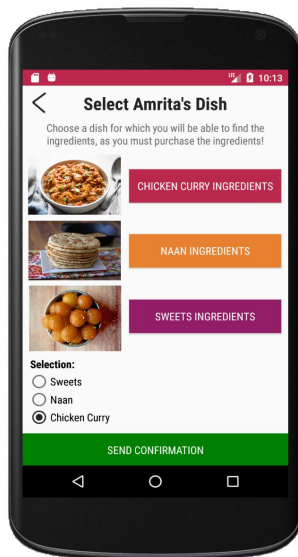 10:13
Select Amrita's Dish
Choose a dish for which you will be able to find the
ingredients, as you must purchase the ingredients!
CHICKEN CURRY INGREDIENTS
NAAN INGREDIENTS
SWEETS INGREDIENTS
Selection:
Sweets
Naan
Chicken Curry
SEND CONFIRMATION